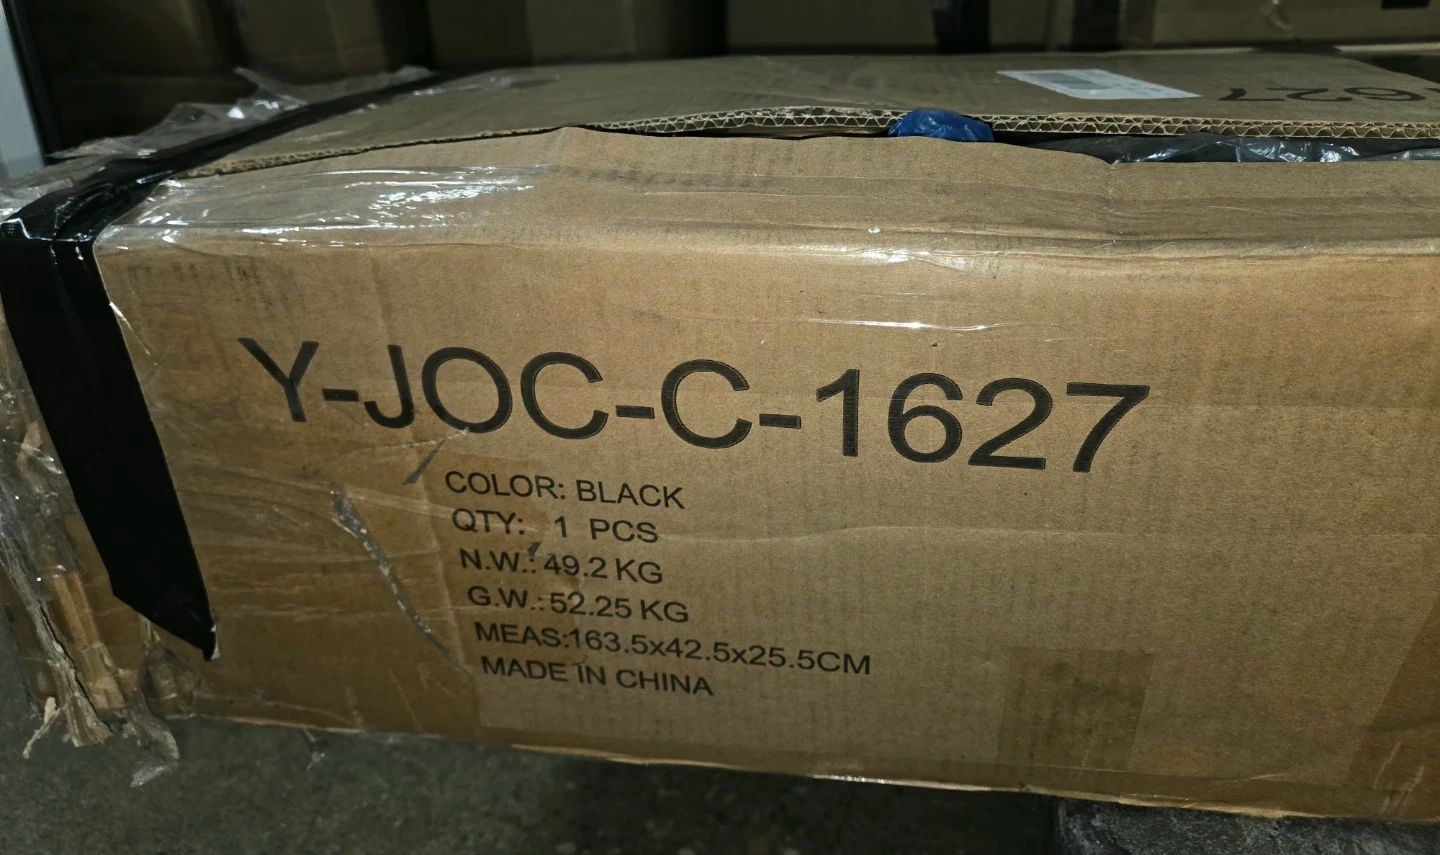 1627
Y-JOC-C-1627
COLOR: BLACK
QTY: 1 PCS
N.W.: 49.2 KG
G.W.: 52.25 KG
MEAS:163.5x42.5x25.5CM
MADE IN CHINA